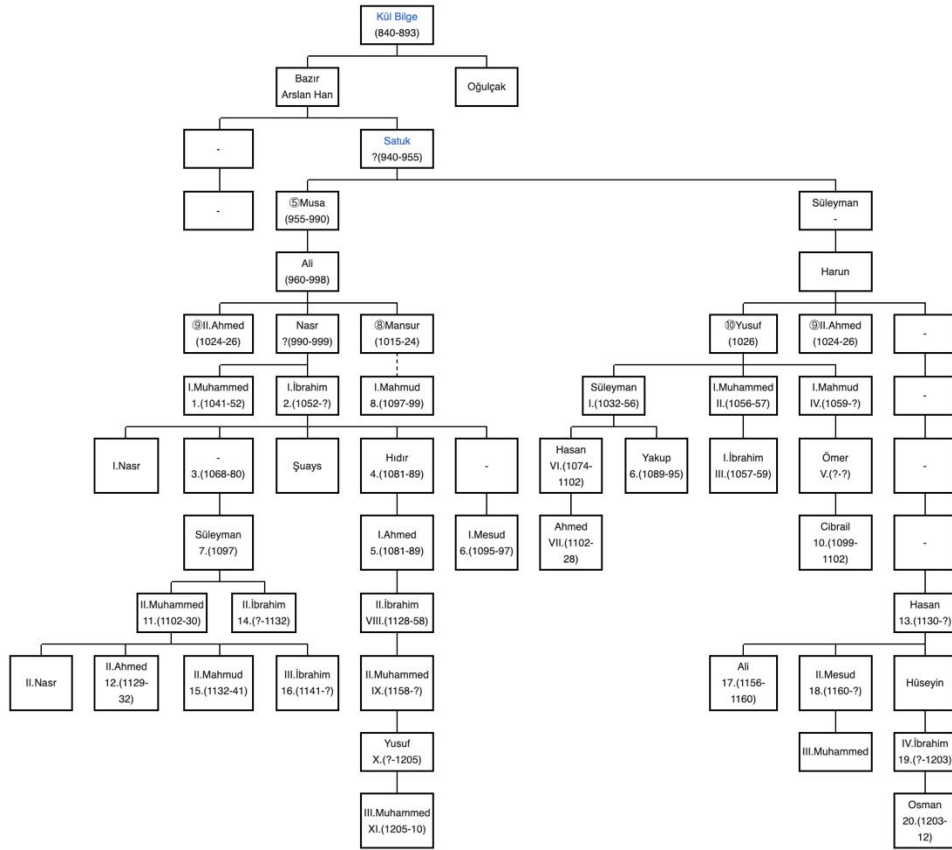 Kül Bilge
(840-893)
Bazır
Arslan Han
Oğulçak
-
Satuk
?(940-955)
-
⑤Musa
(955-990)
Süleyman
-
Ali
(960-998)
Harun
⑨II.Ahmed
(1024-26)
Nasr
?(990-999)
⑧Mansur
(1015-24)
⑩Yusuf
(1026)
⑨II.Ahmed
(1024-26)
-
I.Muhammed
1.(1041-52)
I.İbrahim
2.(1052-?)
I.Mahmud
8.(1097-99)
Süleyman
I.(1032-56)
I.Muhammed
II.(1056-57)
I.Mahmud
IV.(1059-?)
-
I.Nasr
-
3.(1068-80)
Şuays
Hıdır
4.(1081-89)
-
Hasan
VI.(1074-
1102)
Yakup
6.(1089-95)
I.İbrahim
III.(1057-59)
Ömer
V.(?-?)
-
Süleyman
7.(1097)
I.Ahmed
5.(1081-89)
I.Mesud
6.(1095-97)
Ahmed
VII.(1102-
28)
Cibrail
10.(1099-
1102)
-
II.Muhammed
11.(1102-30)
II.İbrahim
14.(?-1132)
II.İbrahim
VIII.(1128-58)
Hasan
13.(1130-?)
II.Nasr
II.Ahmed
12.(1129-
32)
II.Mahmud
15.(1132-41)
III.İbrahim
16.(1141-?)
II.Muhammed
IX.(1158-?)
Ali
17.(1156-
1160)
II.Mesud
18.(1160-?)
Hüseyin
Yusuf
X.(?-1205)
III.Muhammed
IV.İbrahim
19.(?-1203)
III.Muhammed
XI.(1205-10)
Osman
20.(1203-
12)